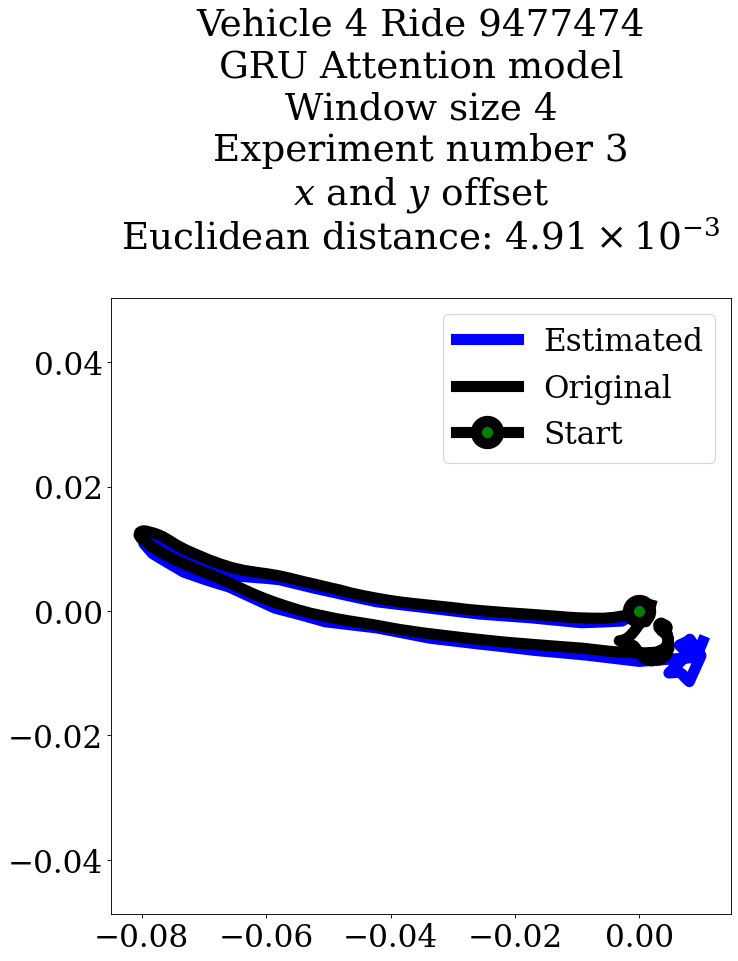 Vehicle 4 Ride 9477474
GRU Attention model
Window size 4
Experiment number 3
x and y offset
Euclidean distance: 4.91 × 10⁻³
Estimated
Original
Start
0.04
0.02
0.00
−0.02
−0.04
−0.08 −0.06 −0.04 −0.02 0.00